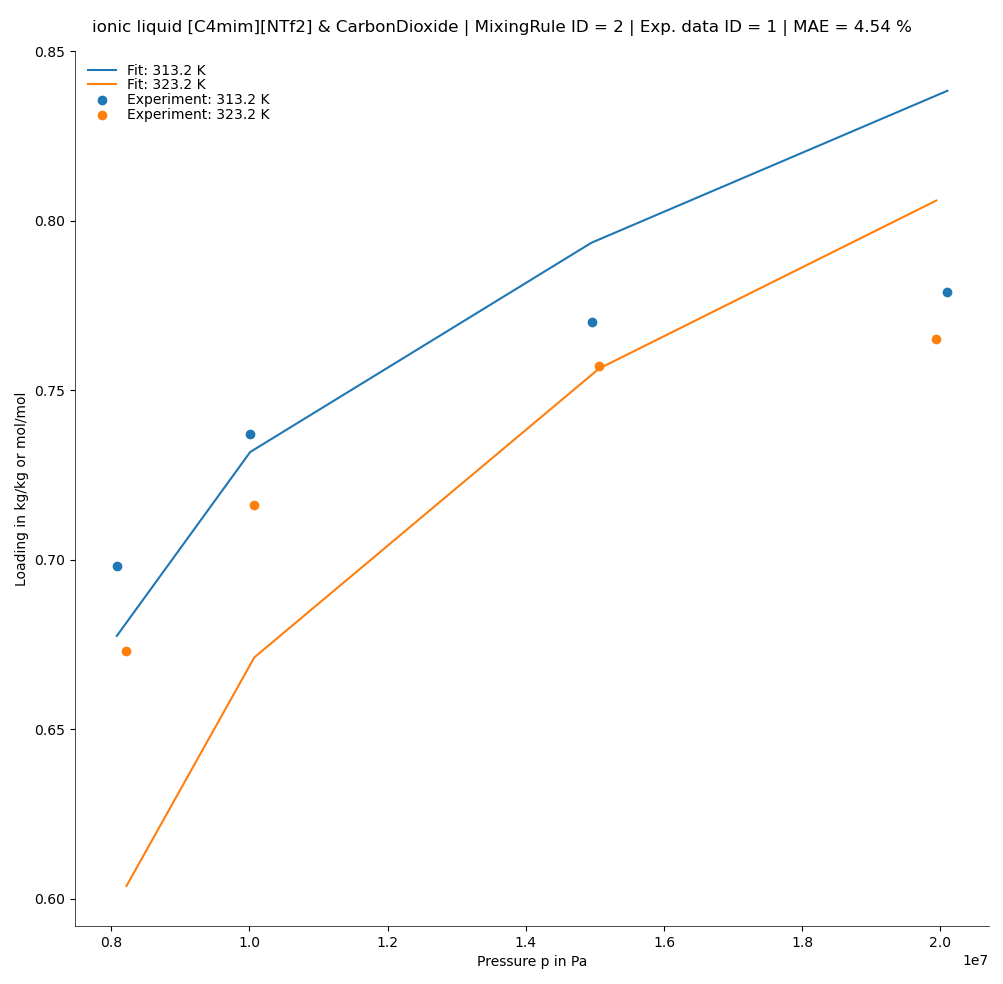 ionic liquid [C4mim][NTf2] & CarbonDioxide | MixingRule ID = 2 | Exp. data ID = 1 | MAE = 4.54 %
Fit: 313.2 K
Fit: 323.2 K
Experiment: 313.2 K
Experiment: 323.2 K
0.85
0.80
0.75
0.70
0.65
0.60
Loading in kg/kg or mol/mol
0.8 1.0 1.2 1.4 1.6 1.8 2.0
1e7
Pressure p in Pa